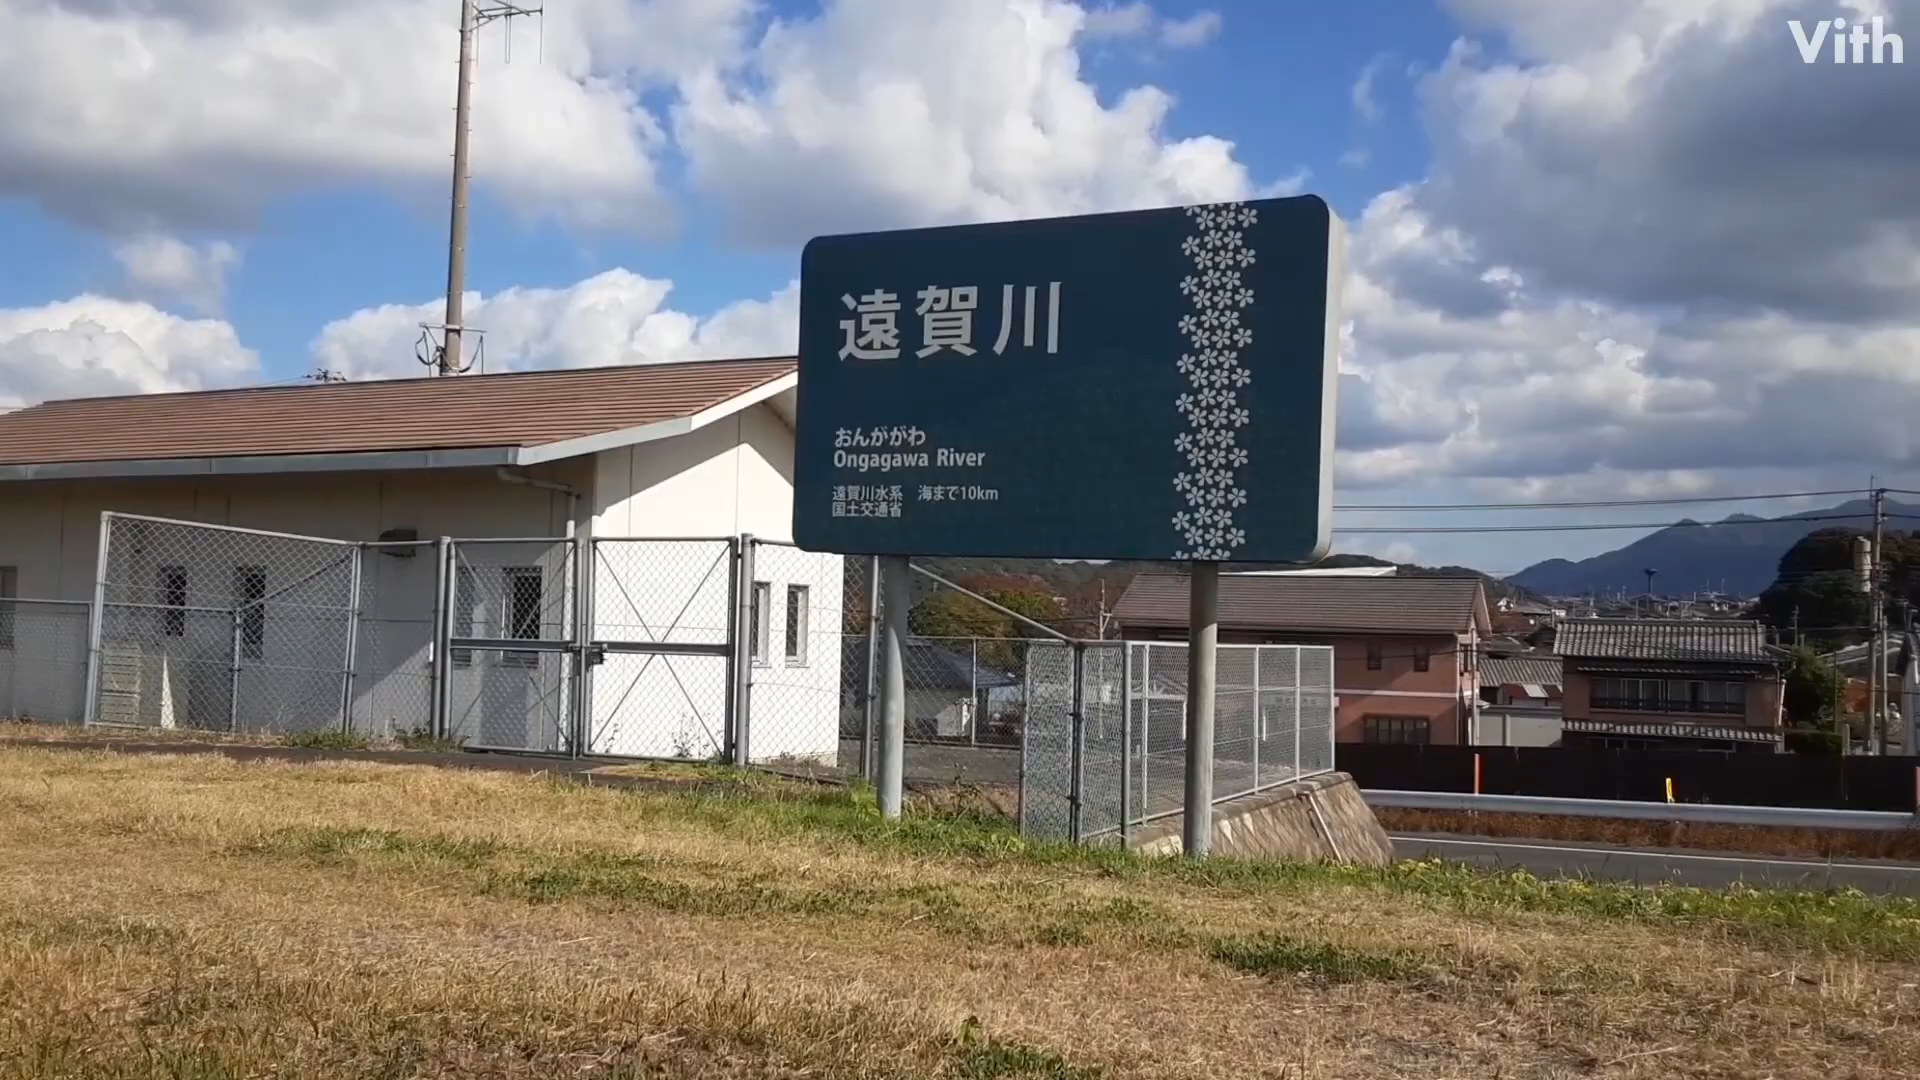 Vith
遠賀川
おんががわ
Ongagawa River
遠賀川水系　海まで10km
国土交通省